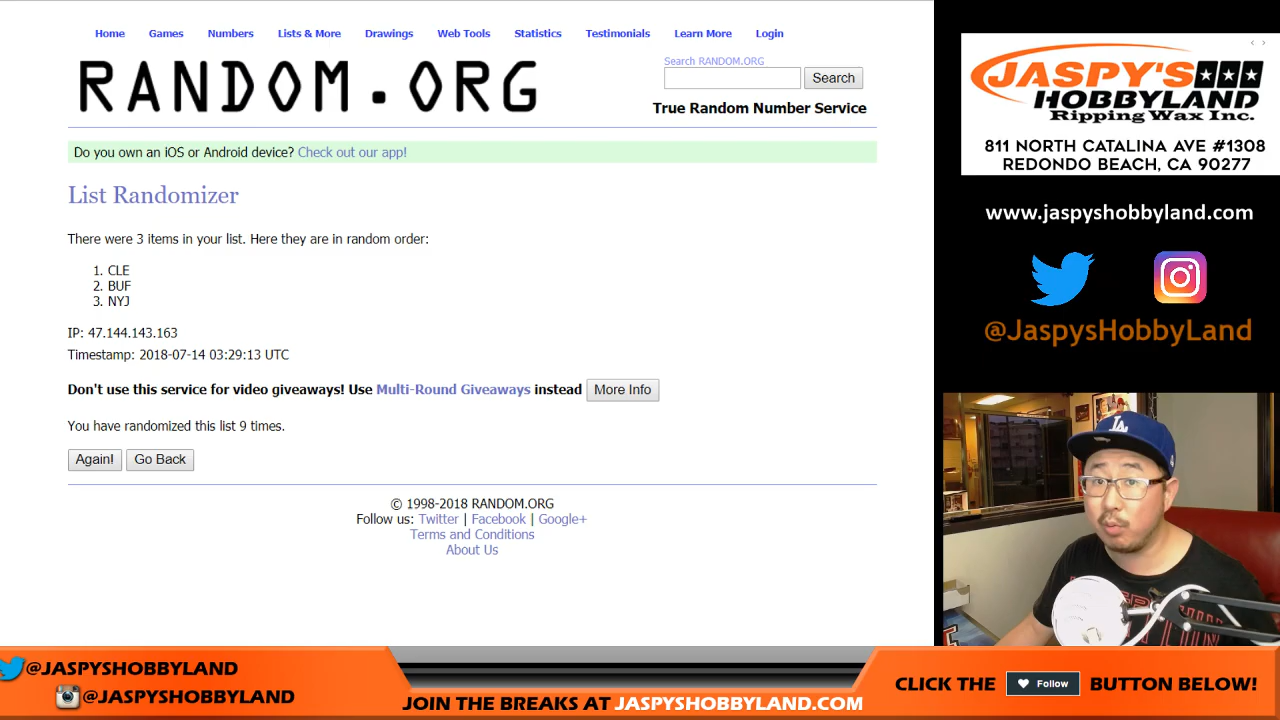 Home Games Numbers Lists & More Drawings Web Tools Statistics Testimonials Learn More Login
RANDOM.ORG
Search RANDOM.ORG
Search
True Random Number Service
Do you own an iOS or Android device? Check out our app!
List Randomizer
There were 3 items in your list. Here they are in random order:
1. CLE
2. BUF
3. NYJ
IP: 47.144.143.163
Timestamp: 2018-07-14 03:29:13 UTC
Don't use this service for video giveaways! Use Multi-Round Giveaways instead More Info
You have randomized this list 9 times.
Again! Go Back
© 1998-2018 RANDOM.ORG
Follow us: Twitter | Facebook | Google+
Terms and Conditions
About Us
JASPY'S
HOBBYLAND
Ripping Wax Inc.
811 NORTH CATALINA AVE #1308
REDONDO BEACH, CA 90277
www.jaspyshobbyland.com
@JaspysHobbyLand
LA
@JASPYSHOBBYLAND
@JASPYSHOBBYLAND
JOIN THE BREAKS AT JASPYSHOBBYLAND.COM
CLICK THE Follow BUTTON BELOW!